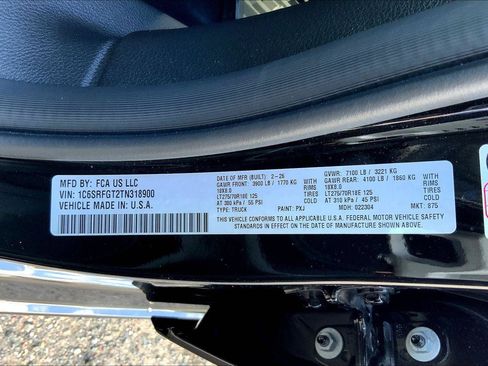 MFD BY: FCA US LLC
VIN: 1C6SRFGT2TN318900
VEHICLE MADE IN U.S.A.
DATE OF MFR (BUILT) 2-26
GAWR FRONT: 3900 LB / 1770 KG WITH
18X8.0 RIMS
LT275/70R18E 125 TIRES
AT 380 kPa / 55 PSI
TYPE: TRUCK PAINT: PXJ
GVWR: 7100 LB / 3221 KG
GAWR REAR: 4100 LB / 1860 KG WITH
18X8.0 RIMS
LT275/70R18E 125 TIRES
AT 310 kPa / 45 PSI
MDH: 022304 MKT: 875
THIS VEHICLE CONFORMS TO ALL APPLICABLE U.S.A. FEDERAL MOTOR VEHICLE SAFETY
STANDARDS IN EFFECT ON THE DATE OF MANUFACTURE SHOWN ABOVE.